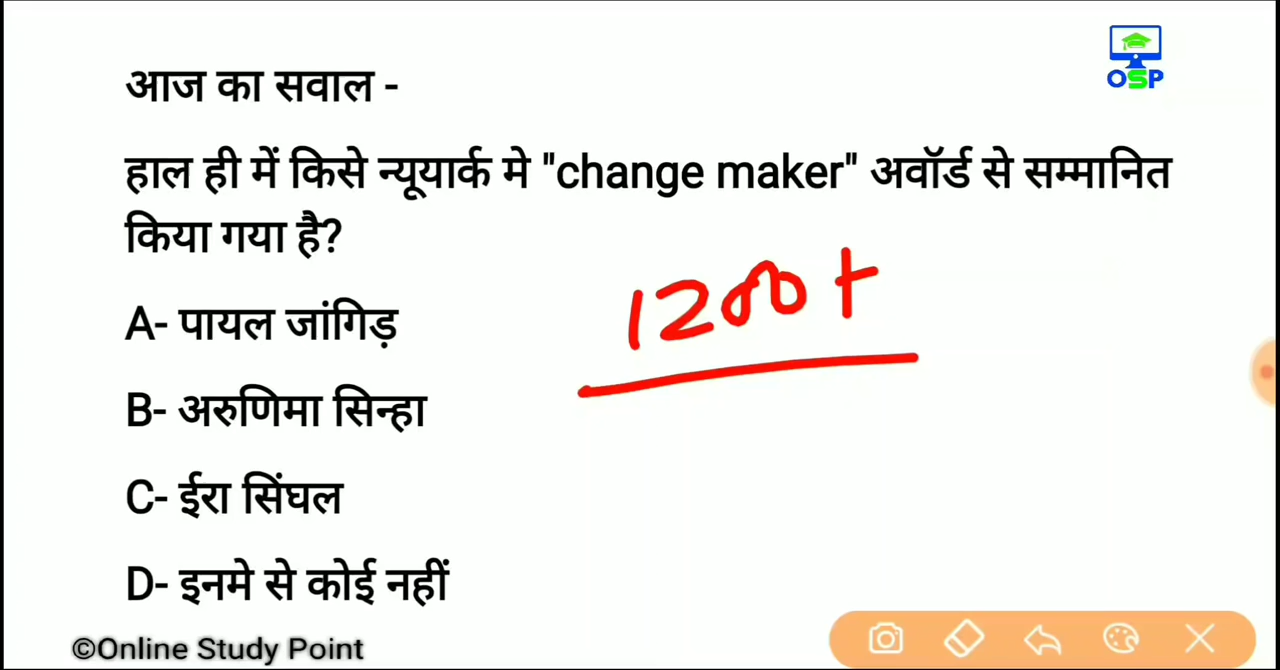 OSP
आज का सवाल -
हाल ही में किसे न्यूयार्क मे "change maker" अवॉर्ड से सम्मानित
किया गया है?
1200+
A- पायल जांगिड़
B- अरुणिमा सिन्हा
C- ईरा सिंघल
D- इनमे से कोई नहीं
©Online Study Point